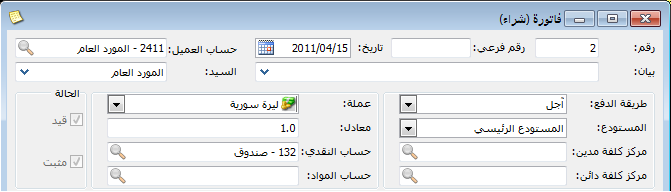 فاتورة (شراء)
رقم: 2 رقم فرعي: تاريخ: 2011/04/15 حساب العميل: 2411 - المورد العام
بيان: السيد: المورد العام
طريقة الدفع: آجل عملة: ليرة سورية الحالة
المستودع: المستودع الرئيسي معادل: 1.0 قيد
مركز كلفة مدين: حساب النقدي: 132 - صندوق مثبت
مركز كلفة دائن: حساب المواد: